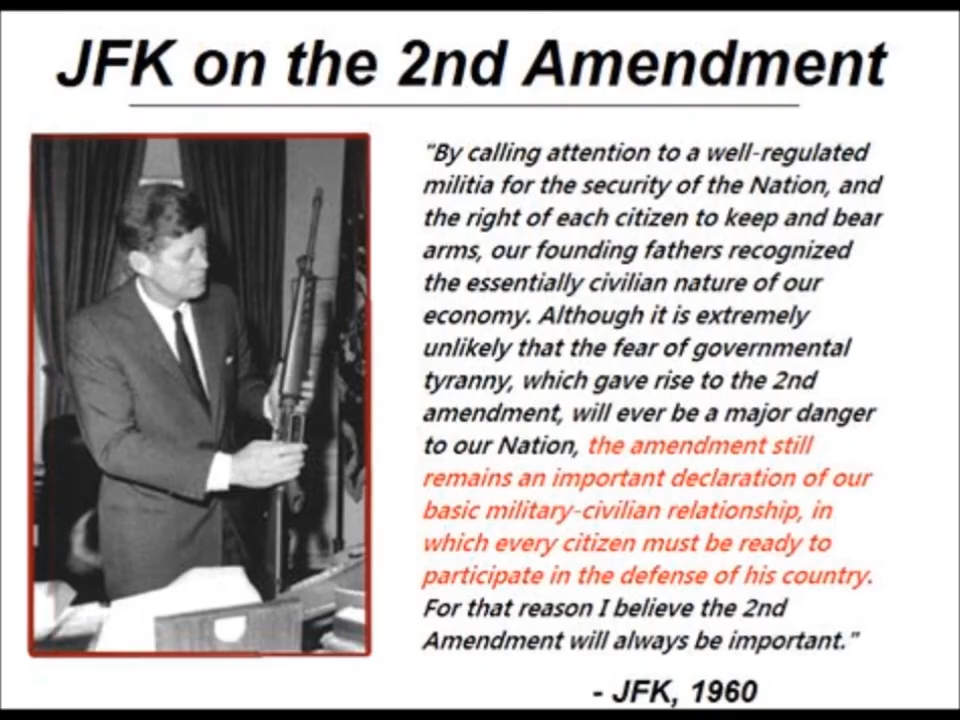 JFK on the 2nd Amendment
"By calling attention to a well-regulated
militia for the security of the Nation, and
the right of each citizen to keep and bear
arms, our founding fathers recognized
the essentially civilian nature of our
economy. Although it is extremely
unlikely that the fear of governmental
tyranny, which gave rise to the 2nd
amendment, will ever be a major danger
to our Nation, the amendment still
remains an important declaration of our
basic military-civilian relationship, in
which every citizen must be ready to
participate in the defense of his country.
For that reason I believe the 2nd
Amendment will always be important."
- JFK, 1960